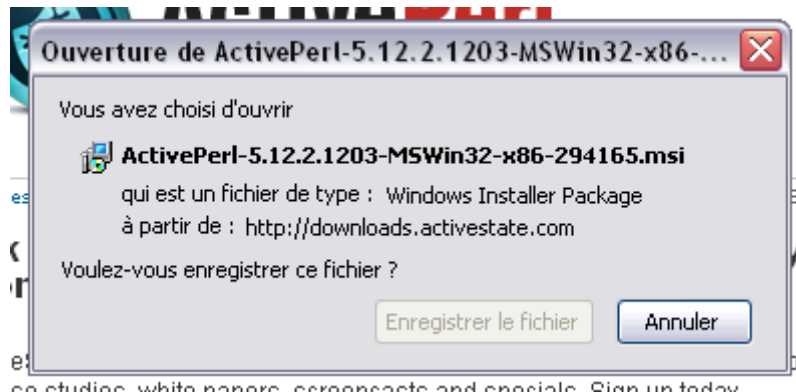 ActivePerl
Ouverture de ActivePerl-5.12.2.1203-MSWin32-x86-...
Vous avez choisi d'ouvrir
ActivePerl-5.12.2.1203-MSWin32-x86-294165.msi
qui est un fichier de type : Windows Installer Package
à partir de : http://downloads.activestate.com
Voulez-vous enregistrer ce fichier ?
Enregistrer le fichier
Annuler
studies, white papers, screencasts and specials. Sign up today